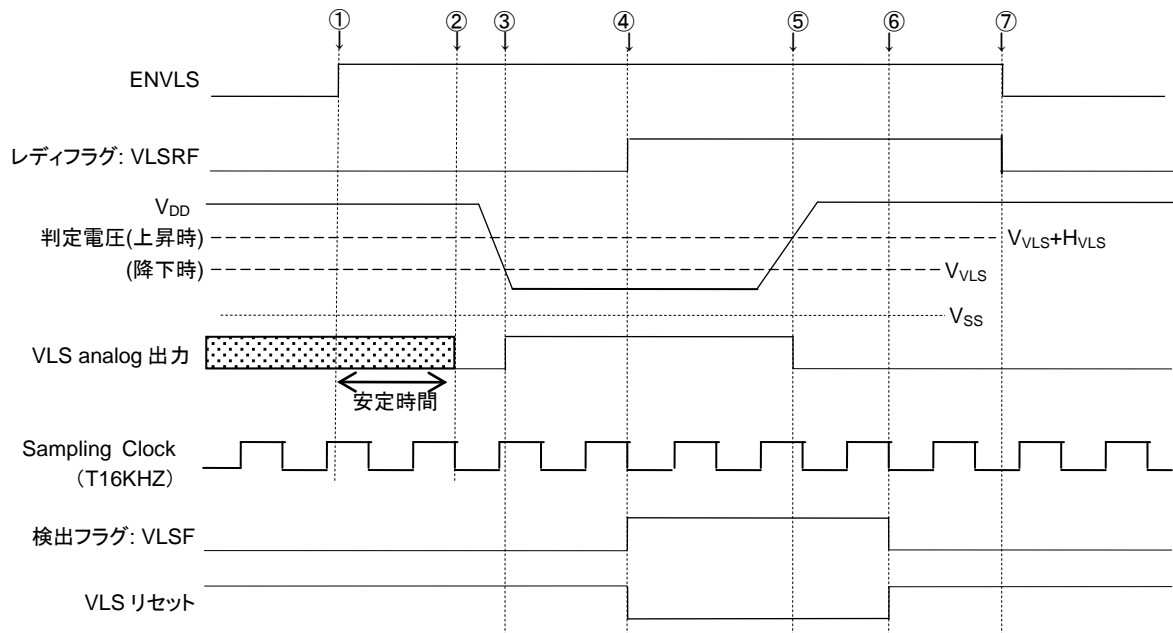 ① ② ③ ④ ⑤ ⑥ ⑦
ENVLS
レディフラグ: VLSRF
VDD
判定電圧(上昇時)
VVLS+HVLS
(降下時)
VVLS
VSS
VLS analog 出力
安定時間
Sampling Clock
（T16KHZ）
検出フラグ: VLSF
VLS リセット